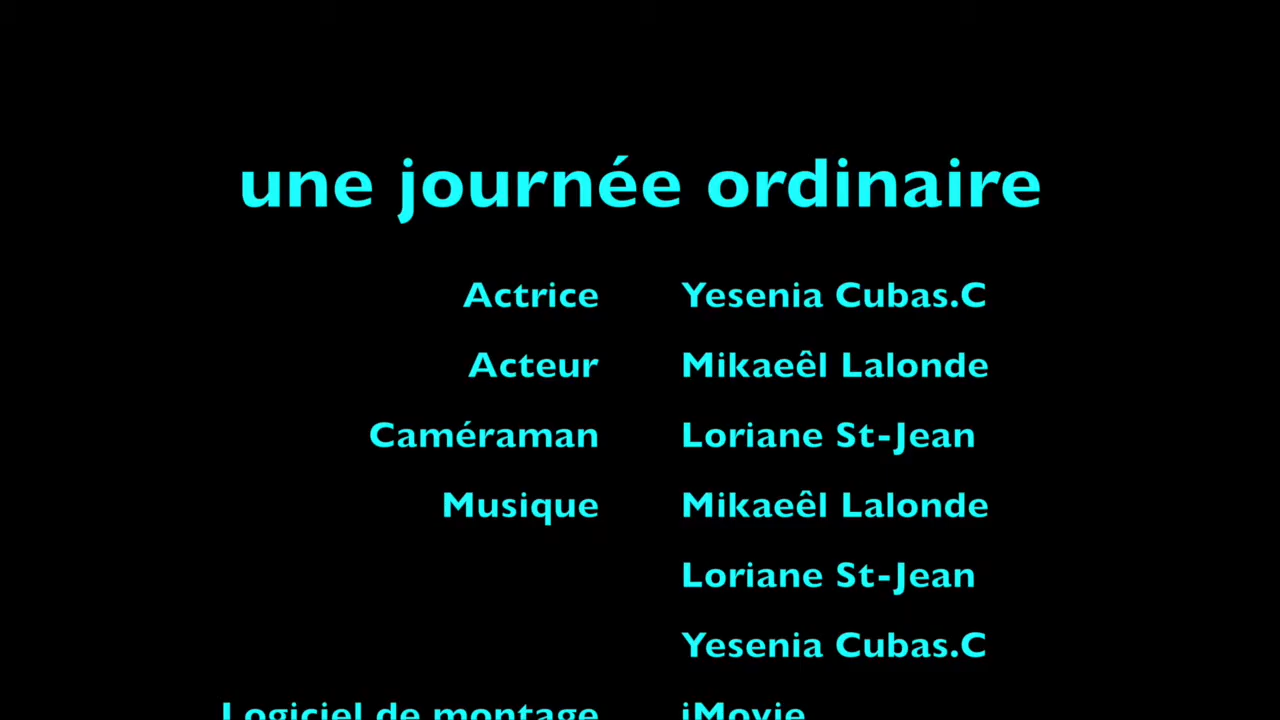 une journée ordinaire
Actrice Yesenia Cubas.C
Acteur Mikaeêl Lalonde
Caméraman Loriane St-Jean
Musique Mikaeêl Lalonde
Loriane St-Jean
Yesenia Cubas.C
Logiciel de montage iMovie